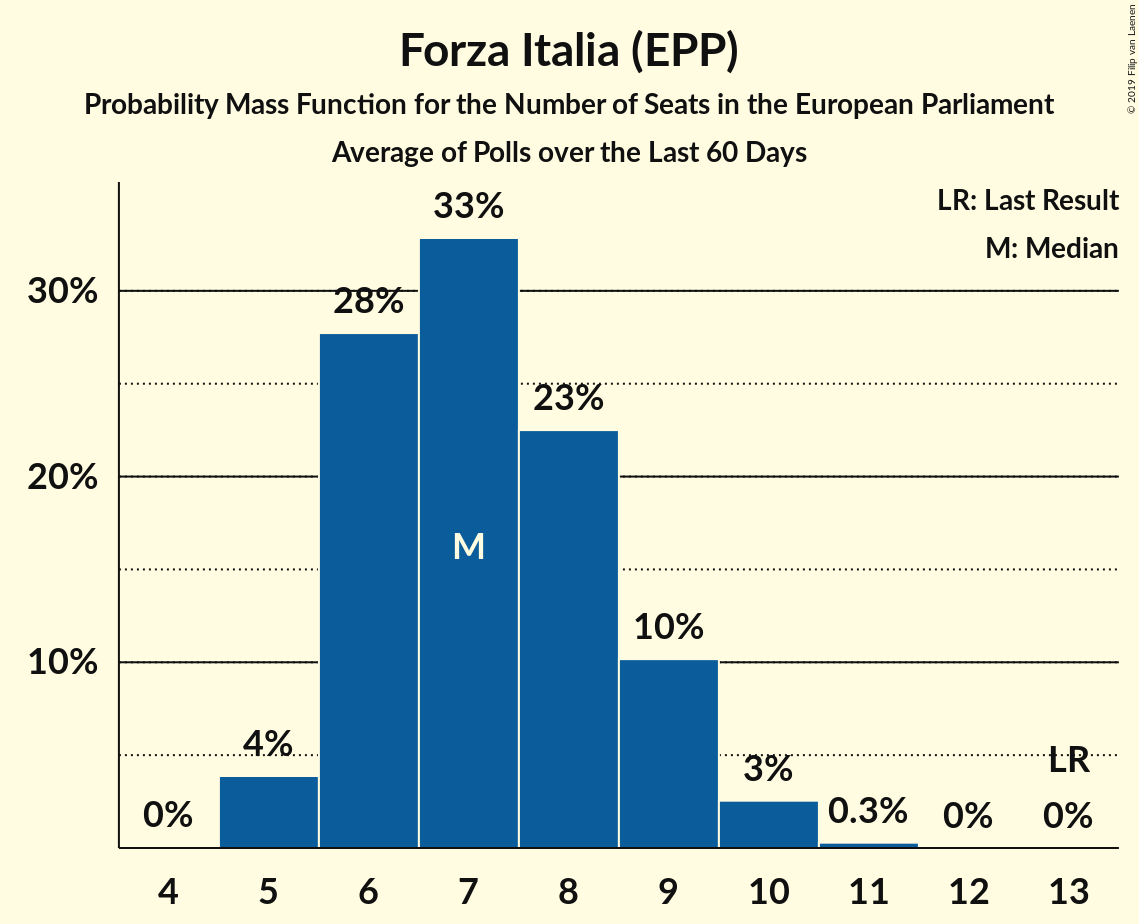 Forza Italia (EPP)
Probability Mass Function for the Number of Seats in the European Parliament
Average of Polls over the Last 60 Days
© 2019 Filip van Laenen
LR: Last Result
M: Median
33%
30%
28%
23%
20%
M
10%
10%
4%
3%
LR
0%
0.3%
0%
0%
4 5 6 7 8 9 10 11 12 13